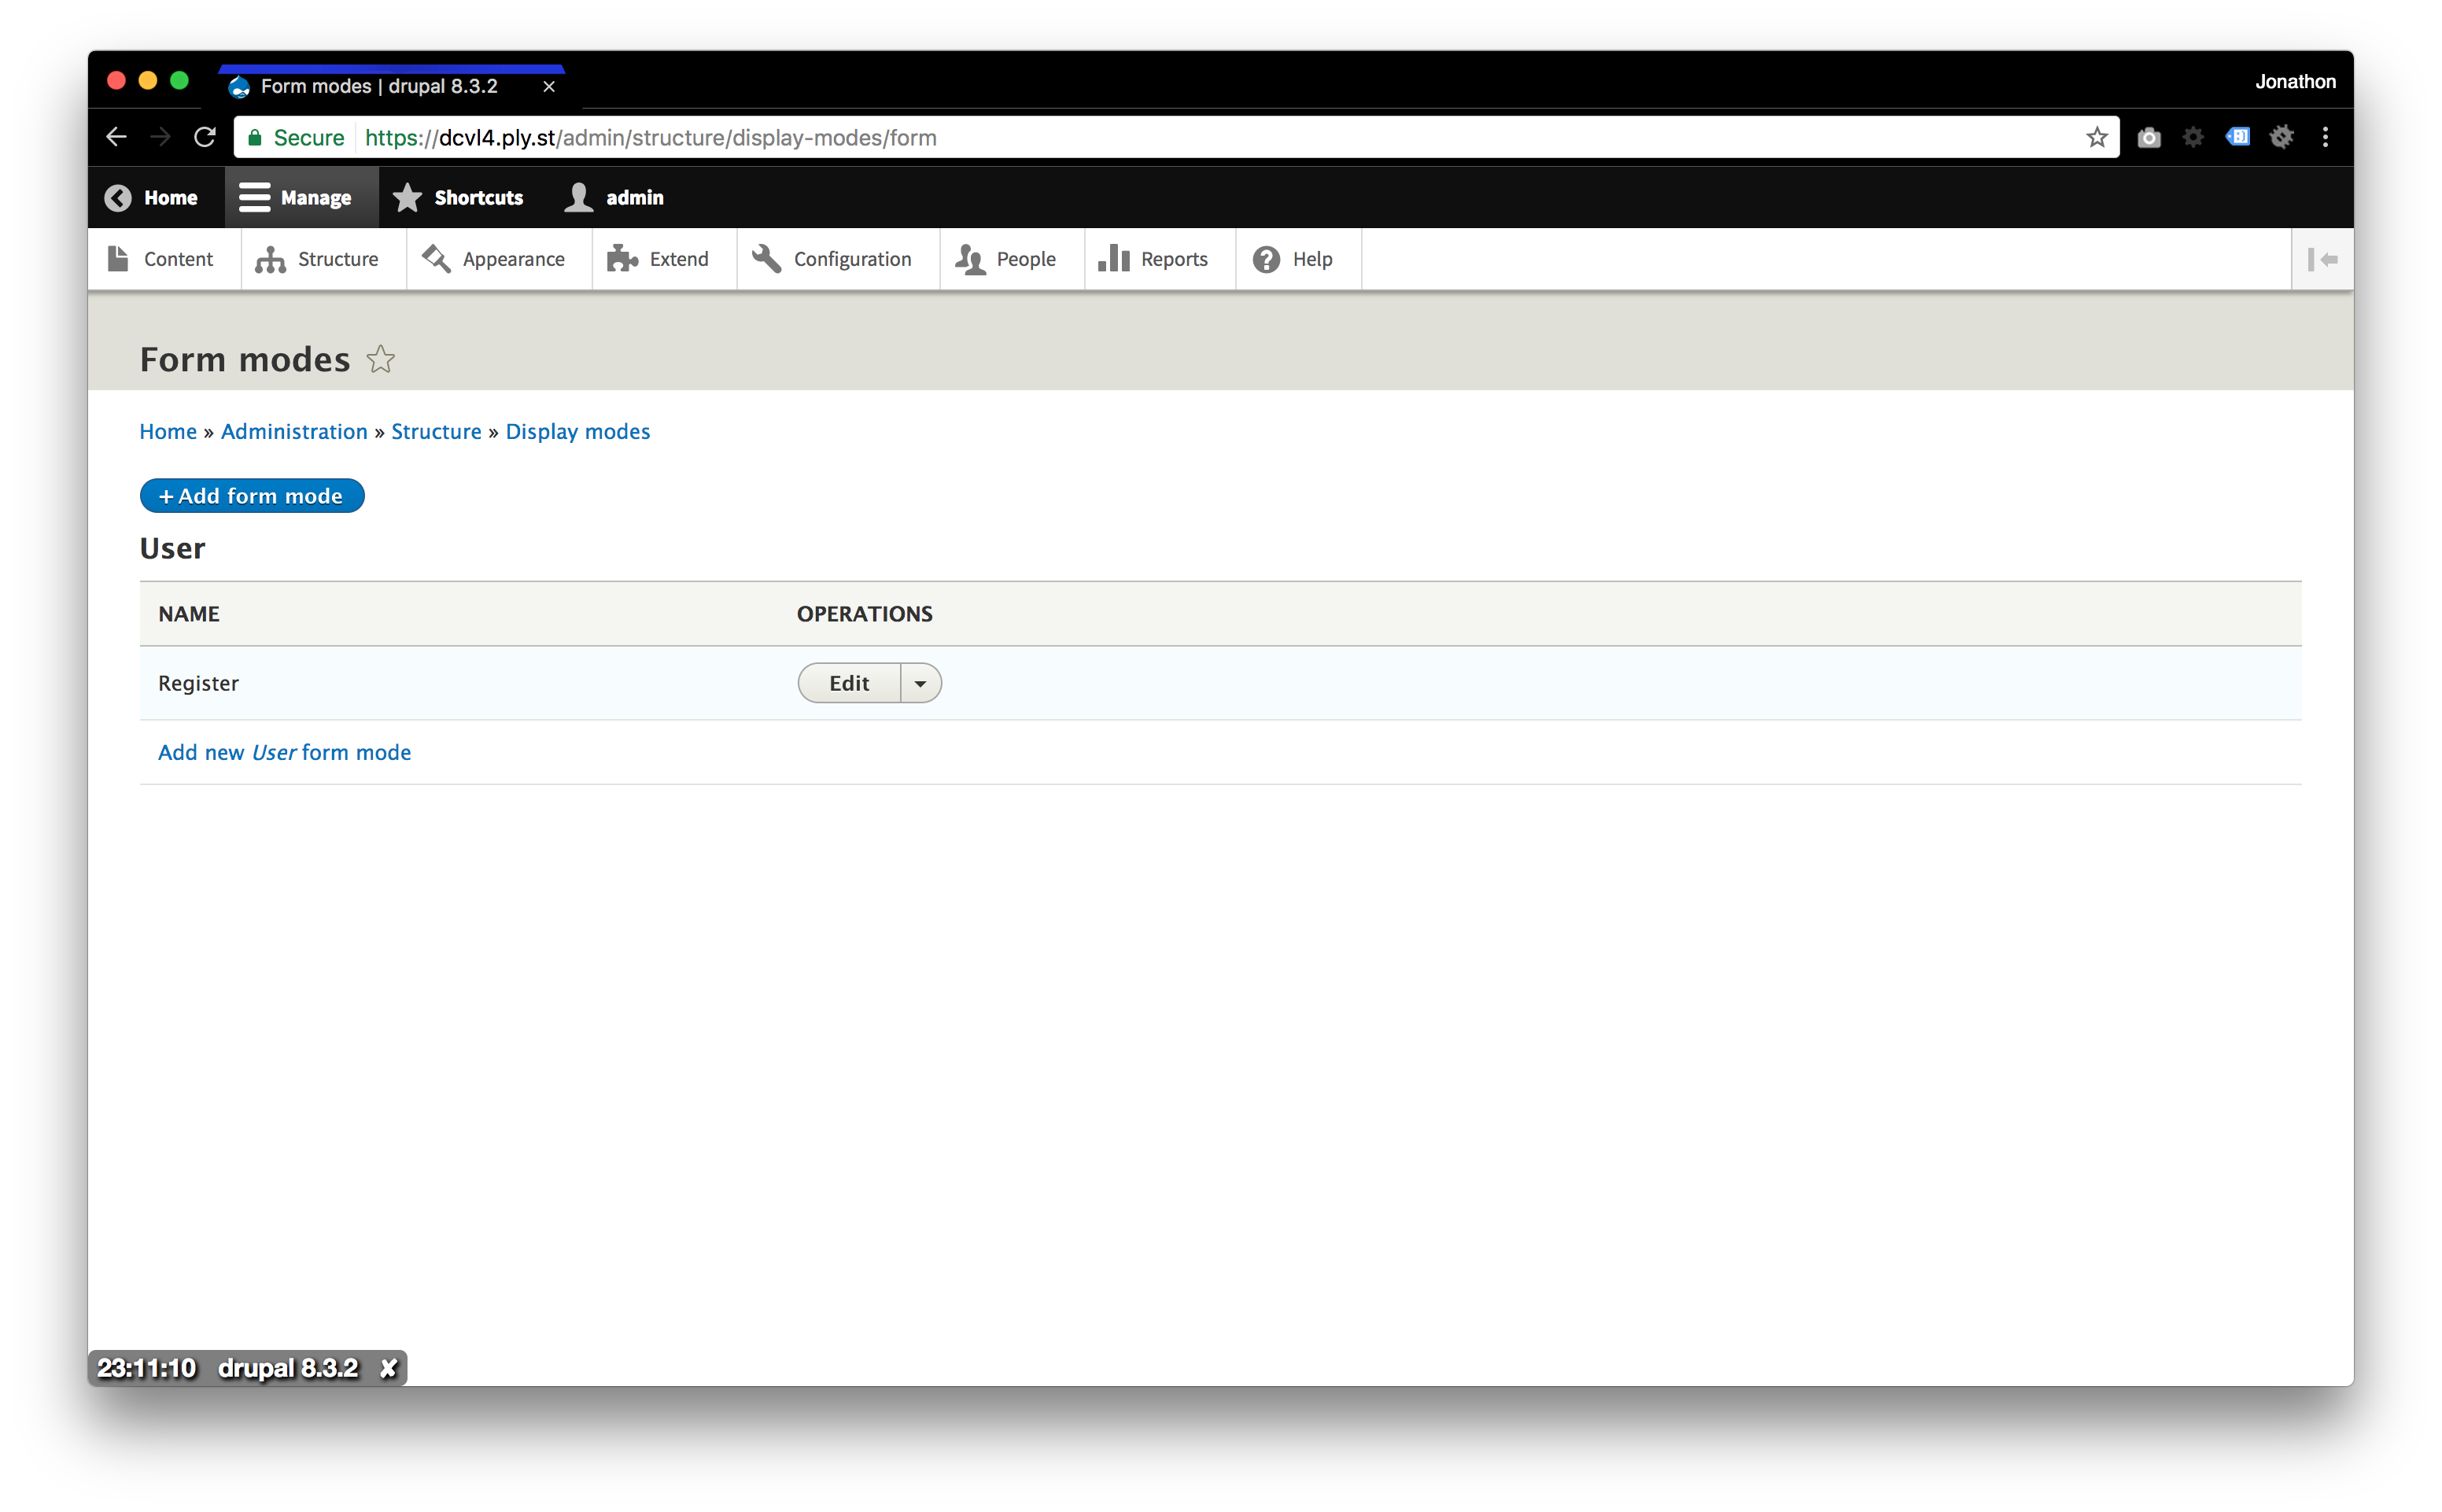 Form modes | drupal 8.3.2 ×
Jonathon
Secure https://dcvl4.ply.st/admin/structure/display-modes/form
Home Manage Shortcuts admin
Content Structure Appearance Extend Configuration People Reports Help
Form modes
Home » Administration » Structure » Display modes
+ Add form mode
User
NAME OPERATIONS
Register Edit
Add new User form mode
23:11:10 drupal 8.3.2 ✘